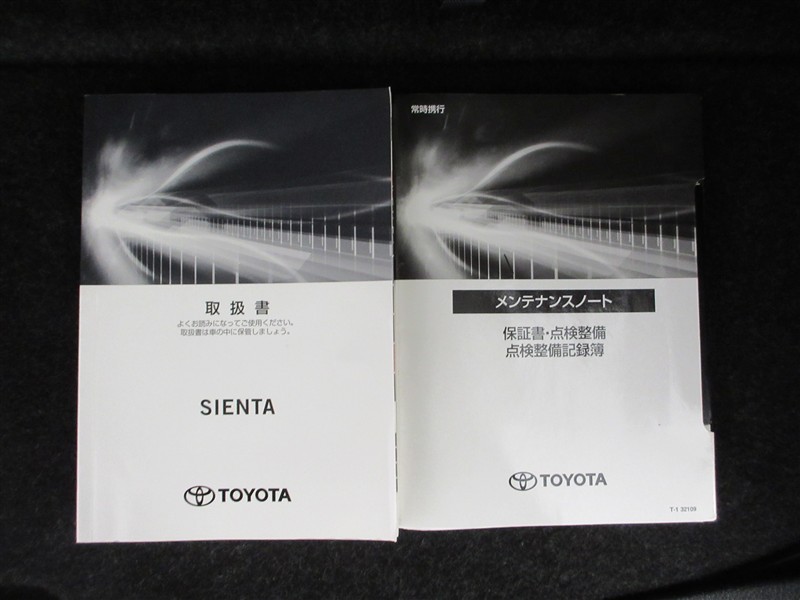 取扱書
よくお読みになってご使用ください。
取扱書は車の中に保管しましょう。
SIENTA
TOYOTA
常時携行
メンテナンスノート
保証書・点検整備
点検整備記録簿
TOYOTA
T-1 32109